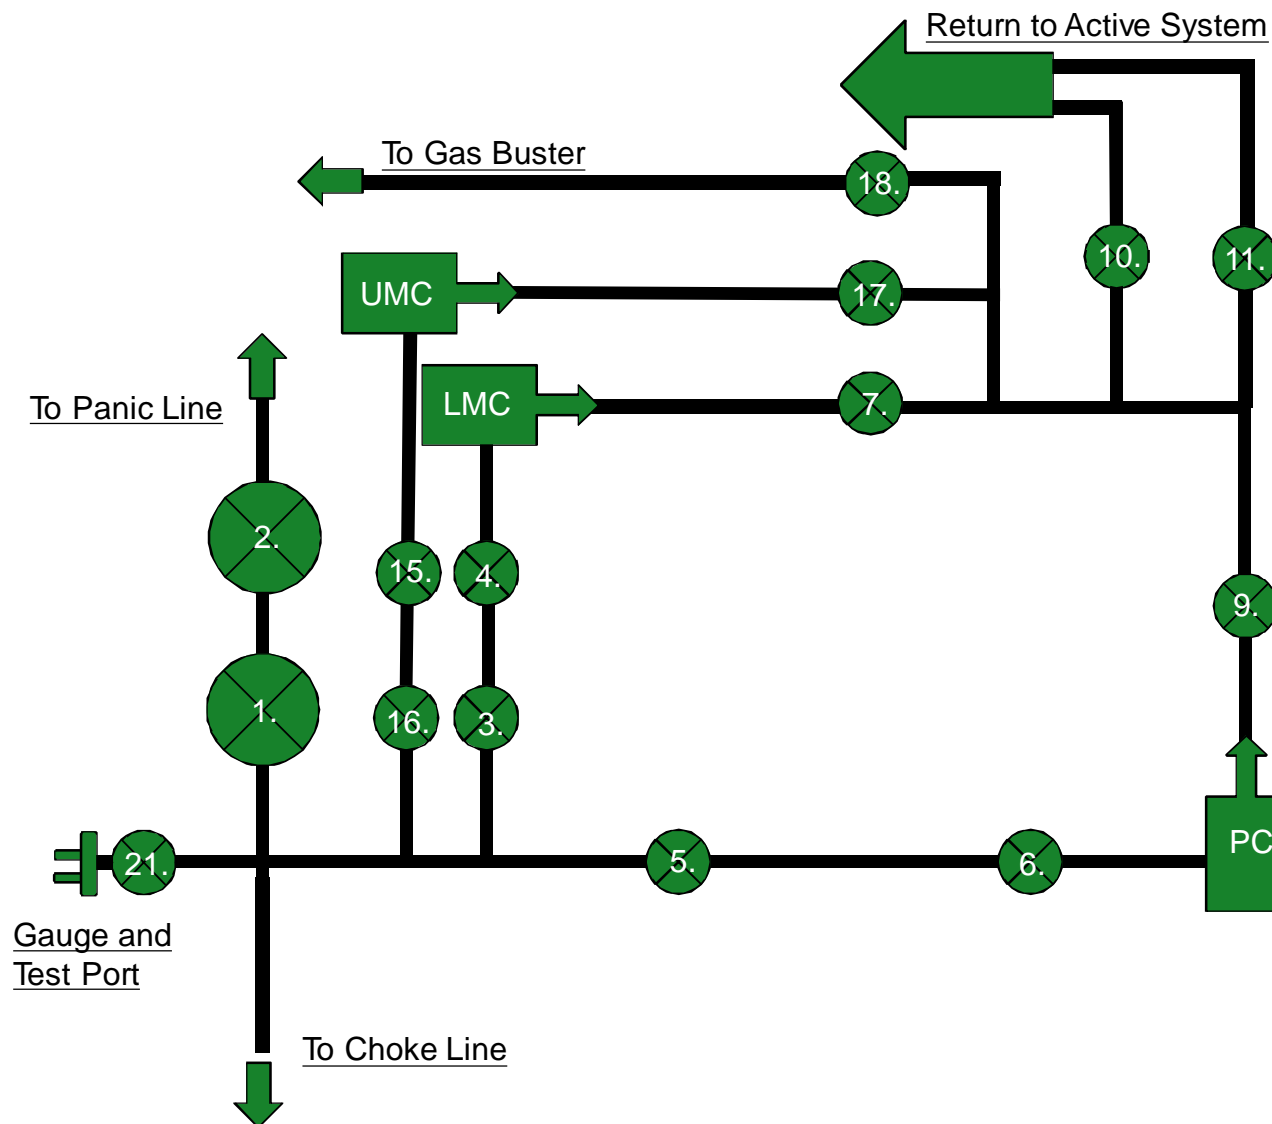 Return to Active System
To Gas Buster
18.
10.
11.
UMC
17.
To Panic Line
LMC
7.
2.
15.
4.
9.
1.
16.
3.
21.
5.
6.
PC
Gauge and
Test Port
To Choke Line